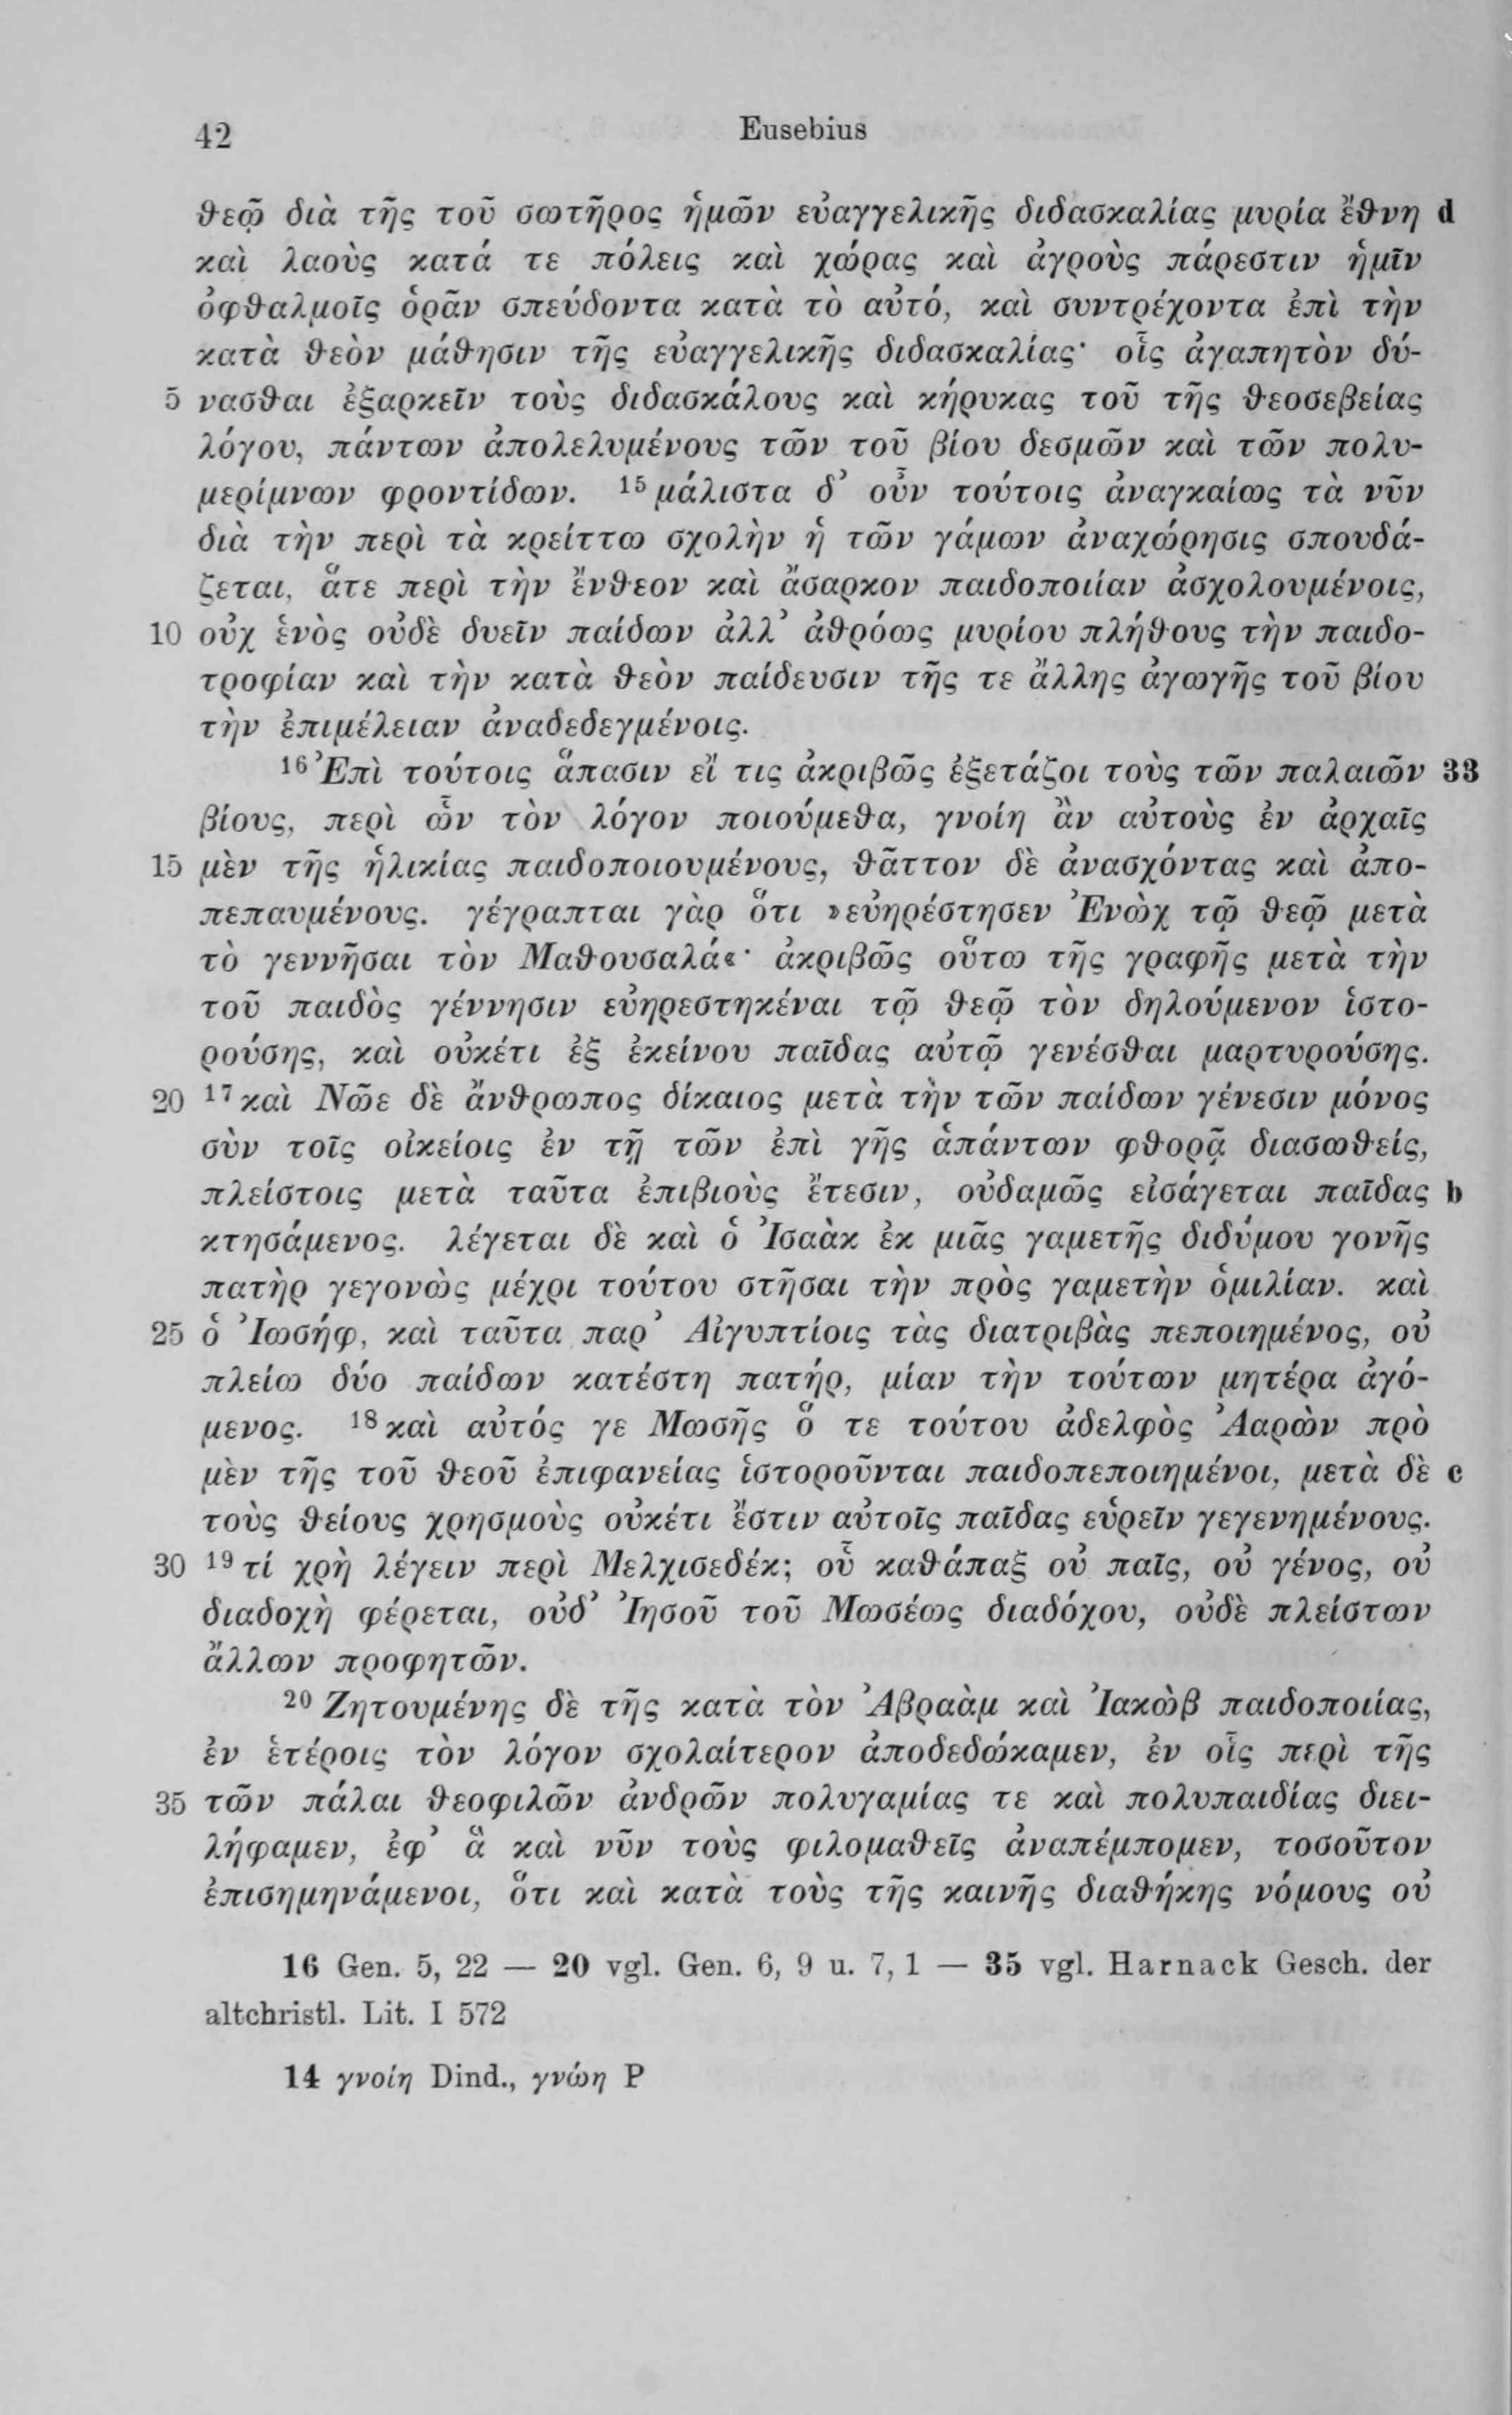 42 Eusebius
θεῷ διὰ τῆς τοῦ σωτῆρος ἡμῶν εὐαγγελικῆς διδασκαλίας μυρία ἔθνη d
καὶ λαοὺς κατά τε πόλεις καὶ χώρας καὶ ἀγροὺς πάρεστιν ἡμῖν
ὀφθαλμοῖς ὁρᾶν σπεύδοντα κατὰ τὸ αὐτό, καὶ συντρέχοντα ἐπὶ τὴν
κατὰ θεὸν μάθησιν τῆς εὐαγγελικῆς διδασκαλίας· οἷς ἀγαπητὸν δύ-
5 νασθαι ἐξαρκεῖν τοὺς διδασκάλους καὶ κήρυκας τοῦ τῆς θεοσεβείας
λόγου, πάντων ἀπολελυμένους τῶν τοῦ βίου δεσμῶν καὶ τῶν πολυ-
μερίμνων φροντίδων. 15 μάλιστα δ’ οὖν τούτοις ἀναγκαίως τὰ νῦν
διὰ τὴν περὶ τὰ κρείττω σχολὴν ἡ τῶν γάμων ἀναχώρησις σπουδά-
ζεται, ἅτε περὶ τὴν ἔνθεον καὶ ἄσαρκον παιδοποιίαν ἀσχολουμένοις,
10 οὐχ ἑνὸς οὐδὲ δυεῖν παίδων ἀλλ’ ἀθρόως μυρίου πλήθους τὴν παιδο-
τροφίαν καὶ τὴν κατὰ θεὸν παίδευσιν τῆς τε ἄλλης ἀγωγῆς τοῦ βίου
τὴν ἐπιμέλειαν ἀναδεδεγμένοις.
16 Ἐπὶ τούτοις ἅπασιν εἴ τις ἀκριβῶς ἐξετάζοι τοὺς τῶν παλαιῶν 33
βίους, περὶ ὧν τὸν λόγον ποιούμεθα, γνοίη ἂν αὐτοὺς ἐν ἀρχαῖς
15 μὲν τῆς ἡλικίας παιδοποιουμένους, θᾶττον δὲ ἀνασχόντας καὶ ἀπο-
πεπαυμένους. γέγραπται γὰρ ὅτι »εὐηρέστησεν Ἐνὼχ τῷ θεῷ μετὰ
τὸ γεννῆσαι τὸν Μαθουσαλά«· ἀκριβῶς οὕτω τῆς γραφῆς μετὰ τὴν
τοῦ παιδὸς γέννησιν εὐηρεστηκέναι τῷ θεῷ τὸν δηλούμενον ἱστο-
ρούσης, καὶ οὐκέτι ἐξ ἐκείνου παῖδας αὐτῷ γενέσθαι μαρτυρούσης.
20 17 καὶ Νῶε δὲ ἄνθρωπος δίκαιος μετὰ τὴν τῶν παίδων γένεσιν μόνος
σὺν τοῖς οἰκείοις ἐν τῇ τῶν ἐπὶ γῆς ἁπάντων φθορᾷ διασωθείς,
πλείστοις μετὰ ταῦτα ἐπιβιοὺς ἔτεσιν, οὐδαμῶς εἰσάγεται παῖδας b
κτησάμενος. λέγεται δὲ καὶ ὁ Ἰσαὰκ ἐκ μιᾶς γαμετῆς διδύμου γονῆς
πατὴρ γεγονὼς μέχρι τούτου στῆσαι τὴν πρὸς γαμετὴν ὁμιλίαν. καὶ
25 ὁ Ἰωσήφ, καὶ ταῦτα παρ’ Αἰγυπτίοις τὰς διατριβὰς πεποιημένος, οὐ
πλείω δύο παίδων κατέστη πατήρ, μίαν τὴν τούτων μητέρα ἀγό-
μενος. 18 καὶ αὐτός γε Μωσῆς ὅ τε τούτου ἀδελφὸς Ἀαρὼν πρὸ
μὲν τῆς τοῦ θεοῦ ἐπιφανείας ἱστοροῦνται παιδοπεποιημένοι, μετὰ δὲ c
τοὺς θείους χρησμοὺς οὐκέτι ἔστιν αὐτοῖς παῖδας εὑρεῖν γεγενημένους.
30 19 τί χρὴ λέγειν περὶ Μελχισεδέκ; οὗ καθάπαξ οὐ παῖς, οὐ γένος, οὐ
διαδοχὴ φέρεται, οὐδ’ Ἰησοῦ τοῦ Μωσέως διαδόχου, οὐδὲ πλείστων
ἄλλων προφητῶν.
20 Ζητουμένης δὲ τῆς κατὰ τὸν Ἀβραὰμ καὶ Ἰακὼβ παιδοποιίας,
ἐν ἑτέροις τὸν λόγον σχολαίτερον ἀποδεδώκαμεν, ἐν οἷς περὶ τῆς
35 τῶν πάλαι θεοφιλῶν ἀνδρῶν πολυγαμίας τε καὶ πολυπαιδίας διει-
λήφαμεν, ἐφ’ ἃ καὶ νῦν τοὺς φιλομαθεῖς ἀναπέμπομεν, τοσοῦτον
ἐπισημηνάμενοι, ὅτι καὶ κατὰ τοὺς τῆς καινῆς διαθήκης νόμους οὐ
16 Gen. 5, 22 — 20 vgl. Gen. 6, 9 u. 7, 1 — 35 vgl. Harnack Gesch. der
altchristl. Lit. I 572
14 γνοίη Dind., γνώη P